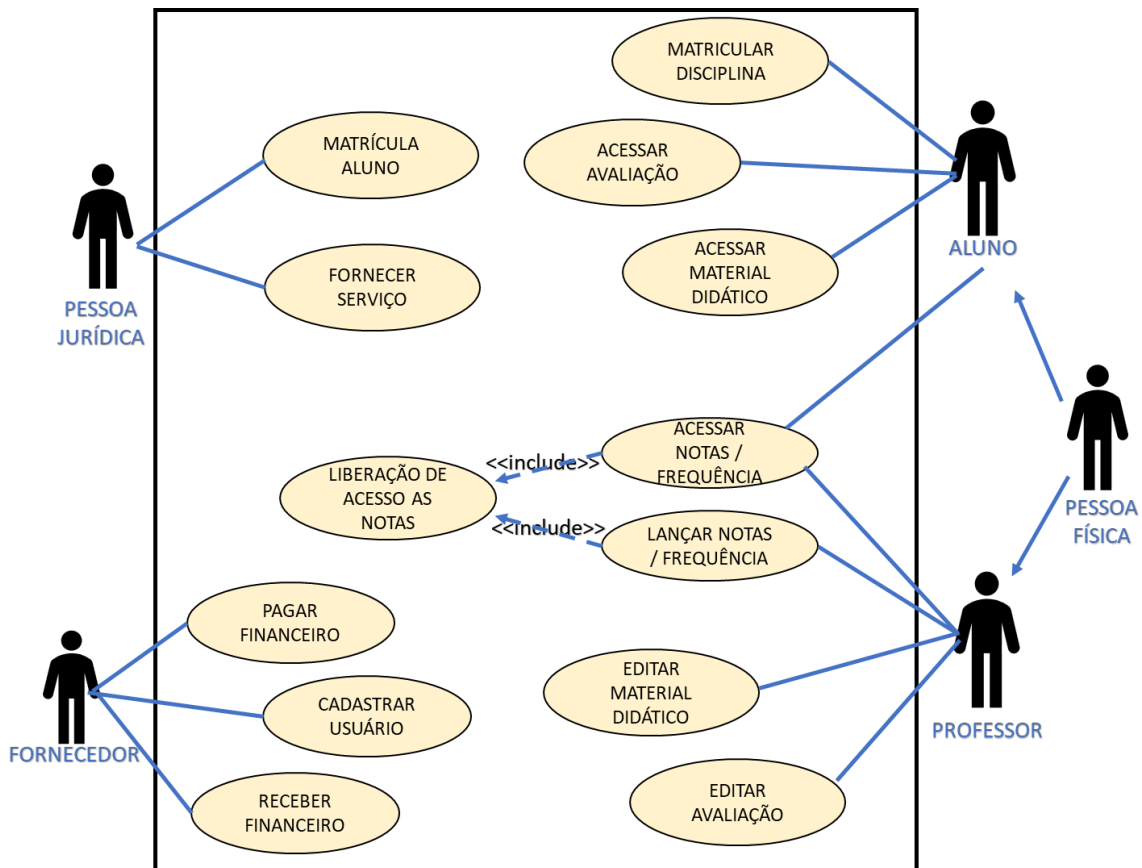 MATRICULAR
DISCIPLINA
MATRÍCULA
ALUNO
ACESSAR
AVALIAÇÃO
ALUNO
ACESSAR
MATERIAL
DIDÁTICO
FORNECER
SERVIÇO
PESSOA
JURÍDICA
ACESSAR
NOTAS /
FREQUÊNCIA
<<include>>
LIBERAÇÃO DE
ACESSO AS
NOTAS
<<include>>
LANÇAR NOTAS
/ FREQUÊNCIA
PESSOA
FÍSICA
PAGAR
FINANCEIRO
EDITAR
MATERIAL
DIDÁTICO
CADASTRAR
USUÁRIO
PROFESSOR
FORNECEDOR
RECEBER
FINANCEIRO
EDITAR
AVALIAÇÃO